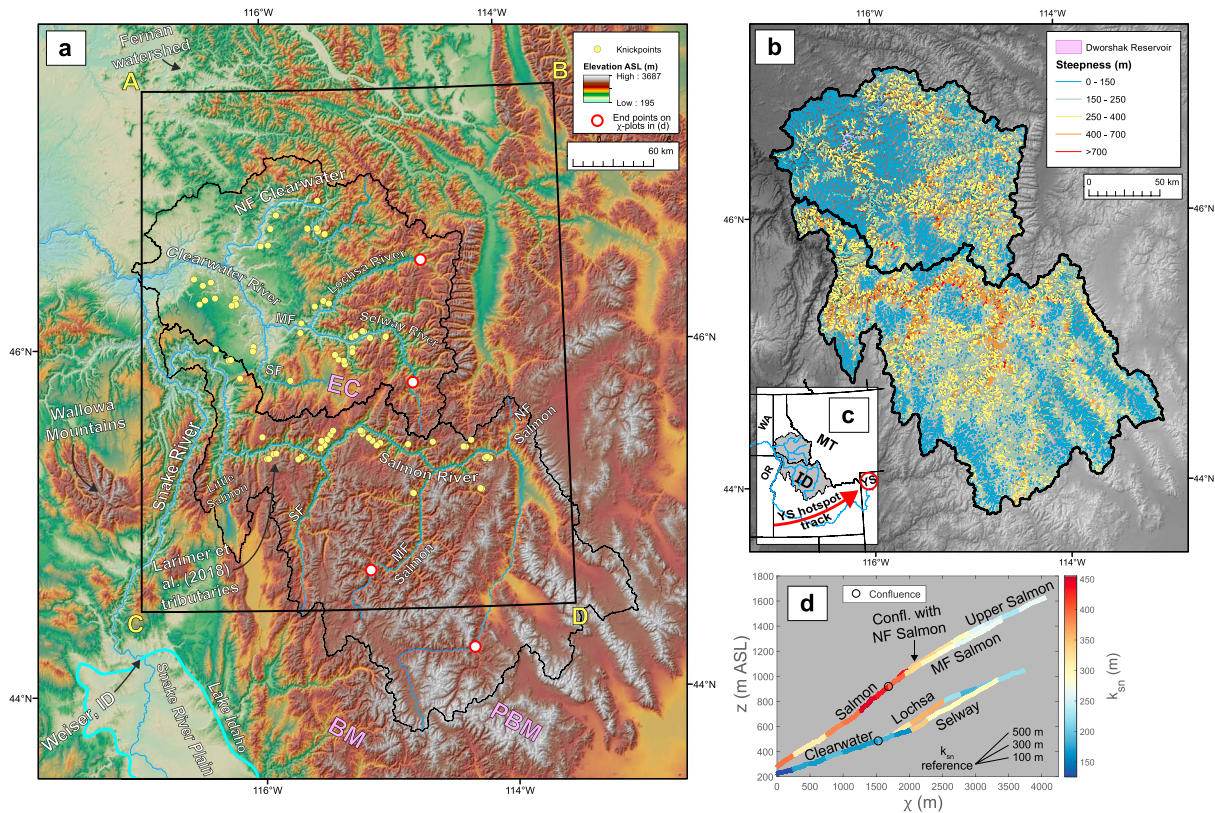 116°W
114°W
a
Fernan
watershed
A
B
Knickpoints
Elevation ASL (m)
High : 3687
Low : 195
End points on
χ-plots in (d)
60 km
NF Clearwater
Clearwater River
Lochsa River
MF
Selway River
SF
EC
46°N
46°N
Wallowa
Mountains
Snake River
Little
Salmon
NF
Salmon
Salmon River
SF
MF
Salmon
Larimer et
al. (2018)
tributaries
C
D
Weiser, ID
Snake River Plain
Lake Idaho
BM
PBM
44°N
116°W
114°W
116°W
114°W
b
Dworshak Reservoir
Steepness (m)
0 - 150
150 - 250
250 - 400
400 - 700
>700
0
50 km
46°N
46°N
44°N
44°N
116°W
114°W
c
WA
MT
OR
ID
YS
YS hotspot
track
d
Confluence
Confl. with
NF Salmon
Upper Salmon
MF Salmon
Salmon
Lochsa
Selway
Clearwater
ksn
reference
500 m
300 m
100 m
z (m ASL)
1800
1600
1400
1200
1000
800
600
400
200
0
500
1000
1500
2000
2500
3000
3500
4000
χ (m)
450
400
350
300
250
200
150
ksn (m)